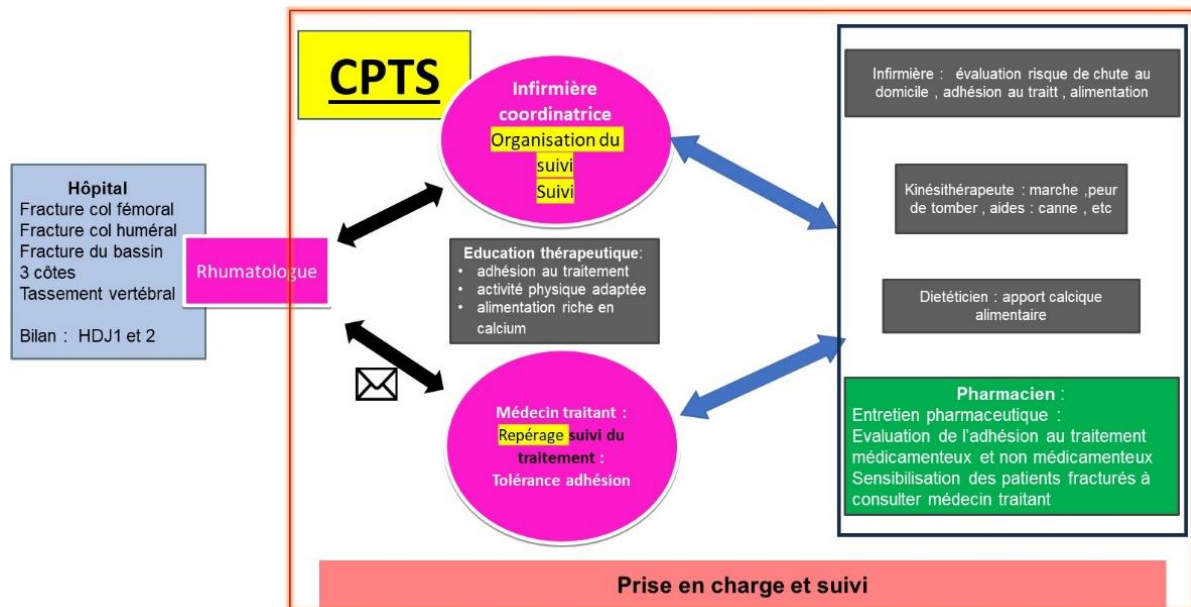 CPTS
Hôpital
Fracture col fémoral
Fracture col huméral
Fracture du bassin
3 côtes
Tassement vertébral
Bilan : HDJ1 et 2
Rhumatologue
Infirmière
coordinatrice
Organisation du
suivi
Suivi
Education thérapeutique:
• adhésion au traitement
• activité physique adaptée
• alimentation riche en
calcium
Médecin traitant :
Repérage suivi du
traitement :
Tolérance adhésion
Infirmière : évaluation risque de chute au
domicile , adhésion au traitt , alimentation
Kinésithérapeute : marche ,peur
de tomber , aides : canne , etc
Dietéticien : apport calcique
alimentaire
Pharmacien :
Entretien pharmaceutique :
Evaluation de l'adhésion au traitement
médicamenteux et non médicamenteux
Sensibilisation des patients fracturés à
consulter médecin traitant
Prise en charge et suivi